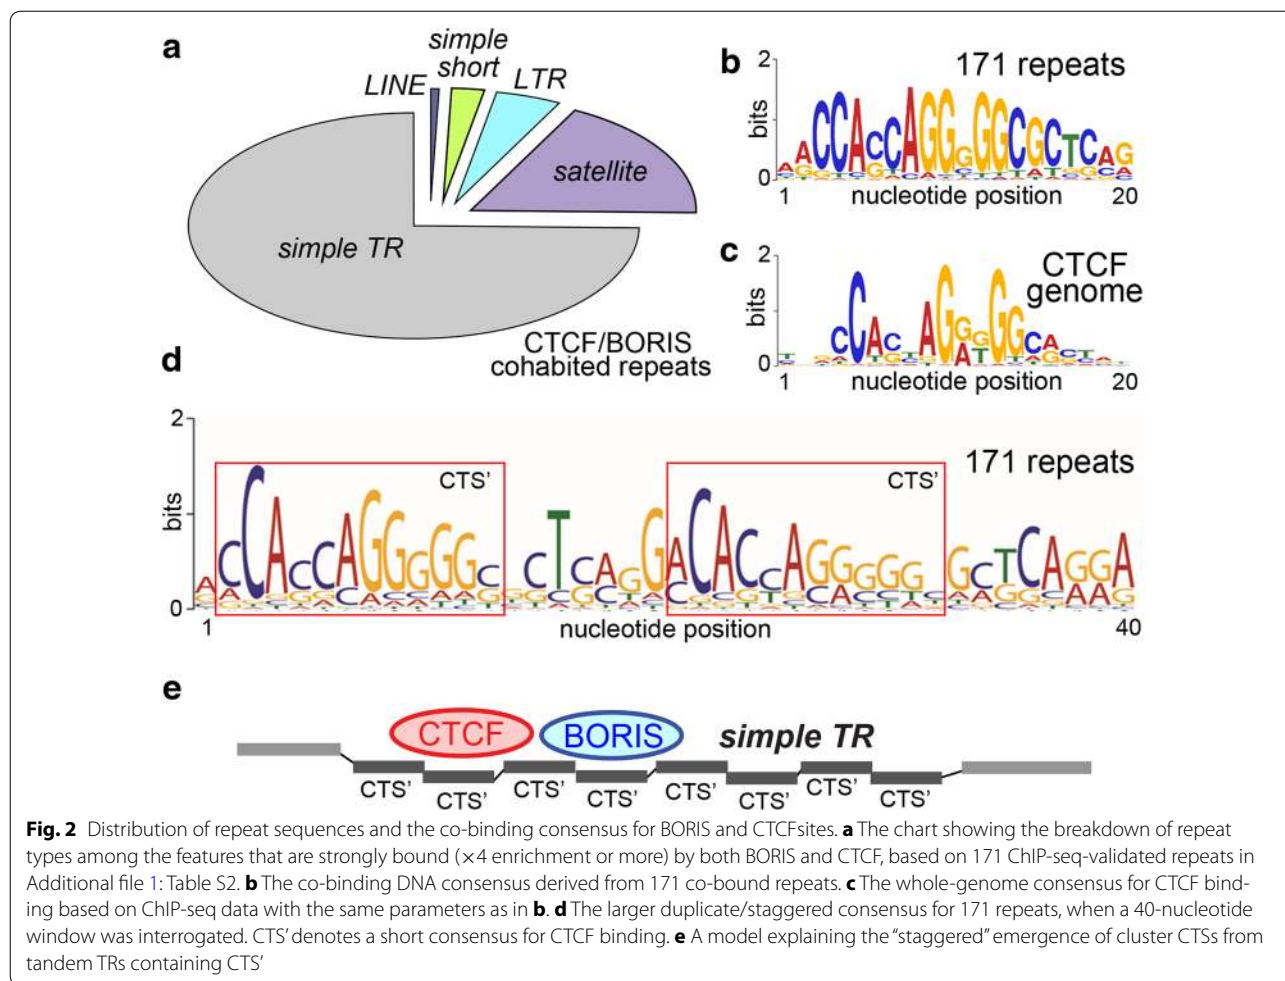 a
simple
short
LINE
LTR
satellite
simple TR
CTCF/BORIS
cohabited repeats
b
2
171 repeats
bits
0
1
nucleotide position
20
c
2
CTCF
genome
bits
0
1
nucleotide position
20
d
2
171 repeats
CTS’
CTS’
bits
0
1
nucleotide position
40
e
CTCF
BORIS
simple TR
CTS’
CTS’
CTS’
CTS’
CTS’
CTS’
CTS’
CTS’
Fig. 2 Distribution of repeat sequences and the co-binding consensus for BORIS and CTCFsites. a The chart showing the breakdown of repeat
types among the features that are strongly bound (×4 enrichment or more) by both BORIS and CTCF, based on 171 ChIP-seq-validated repeats in
Additional file 1: Table S2. b The co-binding DNA consensus derived from 171 co-bound repeats. c The whole-genome consensus for CTCF bind-
ing based on ChIP-seq data with the same parameters as in b. d The larger duplicate/staggered consensus for 171 repeats, when a 40-nucleotide
window was interrogated. CTS’ denotes a short consensus for CTCF binding. e A model explaining the “staggered” emergence of cluster CTSs from
tandem TRs containing CTS’